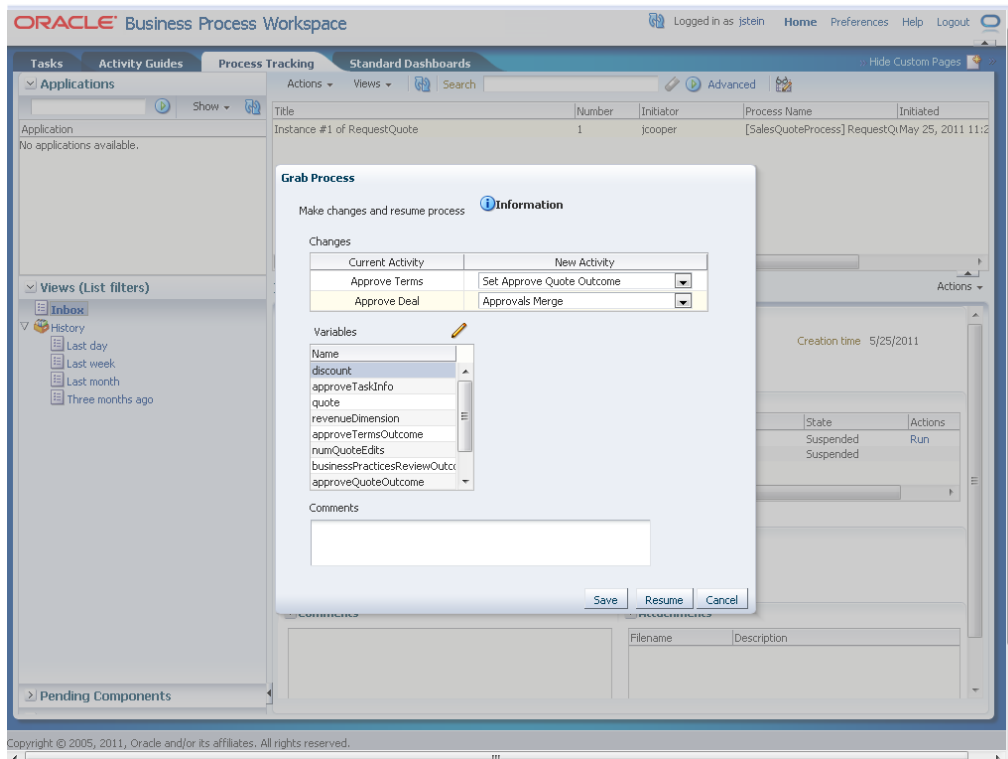 ORACLE Business Process Workspace
Logged in as jstein Home Preferences Help Logout
Tasks Activity Guides Process Tracking Standard Dashboards
Hide Custom Pages
Applications
Actions Views Search Advanced
Show
Title Number Initiator Process Name Initiated
Application
Instance #1 of RequestQuote 1 jcooper [SalesQuoteProcess] RequestQu May 25, 2011 11:2
No applications available.
Grab Process
Make changes and resume process
Information
Changes
Current Activity New Activity
Approve Terms Set Approve Quote Outcome
Approve Deal Approvals Merge
Views (List filters)
Actions
Inbox
History
Last day
Last week
Last month
Three months ago
Variables
Name
discount
approveTaskInfo
quote
revenueDimension
approveTermsOutcome
numQuoteEdits
businessPracticesReviewOutco
approveQuoteOutcome
Creation time 5/25/2011
State Actions
Suspended Run
Suspended
Comments
Save Resume Cancel
Comments
Attachments
Filename Description
Pending Components
Copyright © 2005, 2011, Oracle and/or its affiliates. All rights reserved.